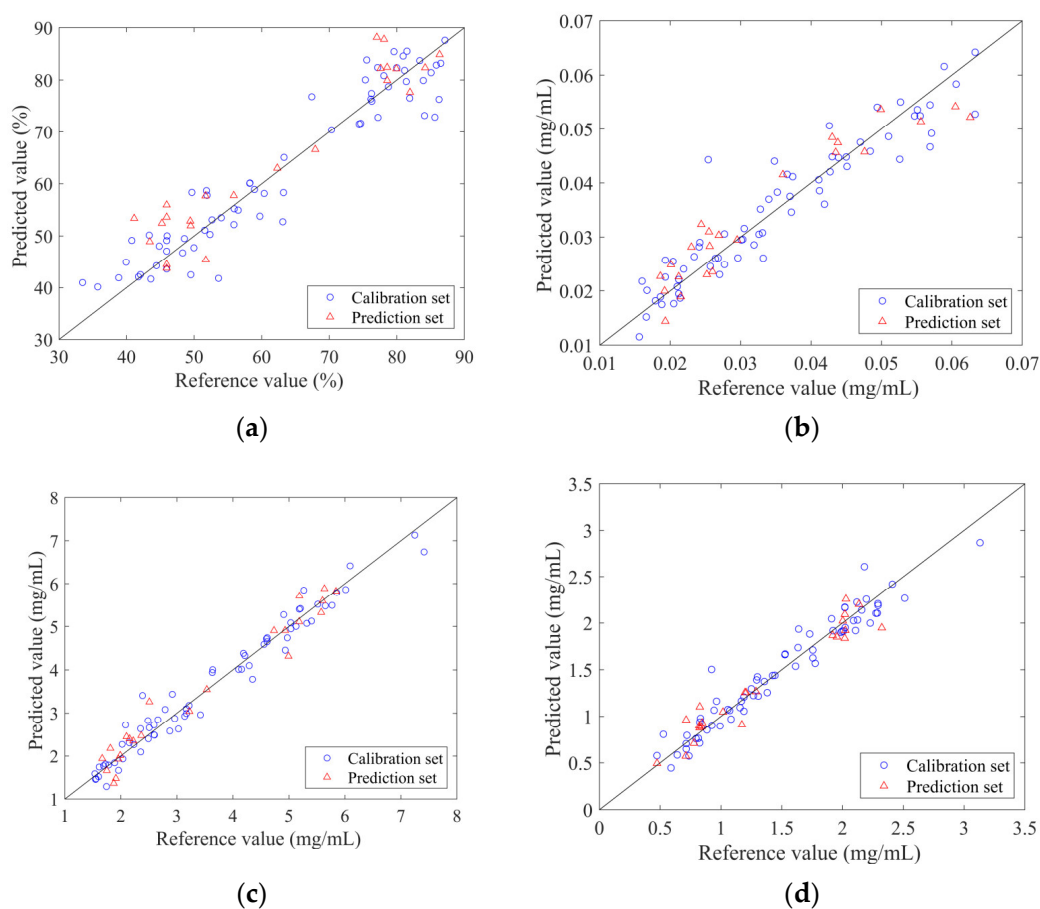 90
80
70
60
50
40
30
30 40 50 60 70 80 90
Predicted value (%)
Reference value (%)
Calibration set
Prediction set
(a)
0.07
0.06
0.05
0.04
0.03
0.02
0.01
0.01 0.02 0.03 0.04 0.05 0.06 0.07
Predicted value (mg/mL)
Reference value (mg/mL)
Calibration set
Prediction set
(b)
8
7
6
5
4
3
2
1
1 2 3 4 5 6 7 8
Predicted value (mg/mL)
Reference value (mg/mL)
Calibration set
Prediction set
(c)
3.5
3
2.5
2
1.5
1
0.5
0
0 0.5 1 1.5 2 2.5 3 3.5
Predicted value (mg/mL)
Reference value (mg/mL)
Calibration set
Prediction set
(d)